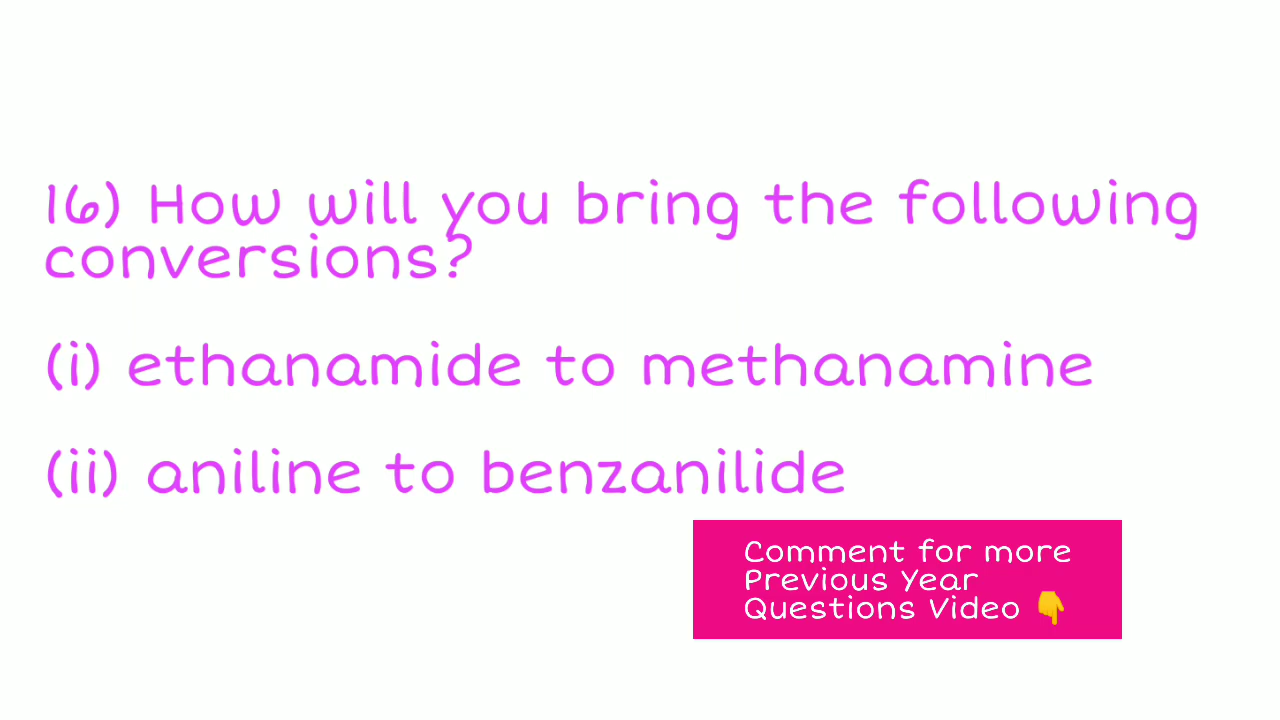 16) How will you bring the following
conversions?
(i) ethanamide to methanamine
(ii) aniline to benzanilide
Comment for more
Previous Year
Questions Video 👇